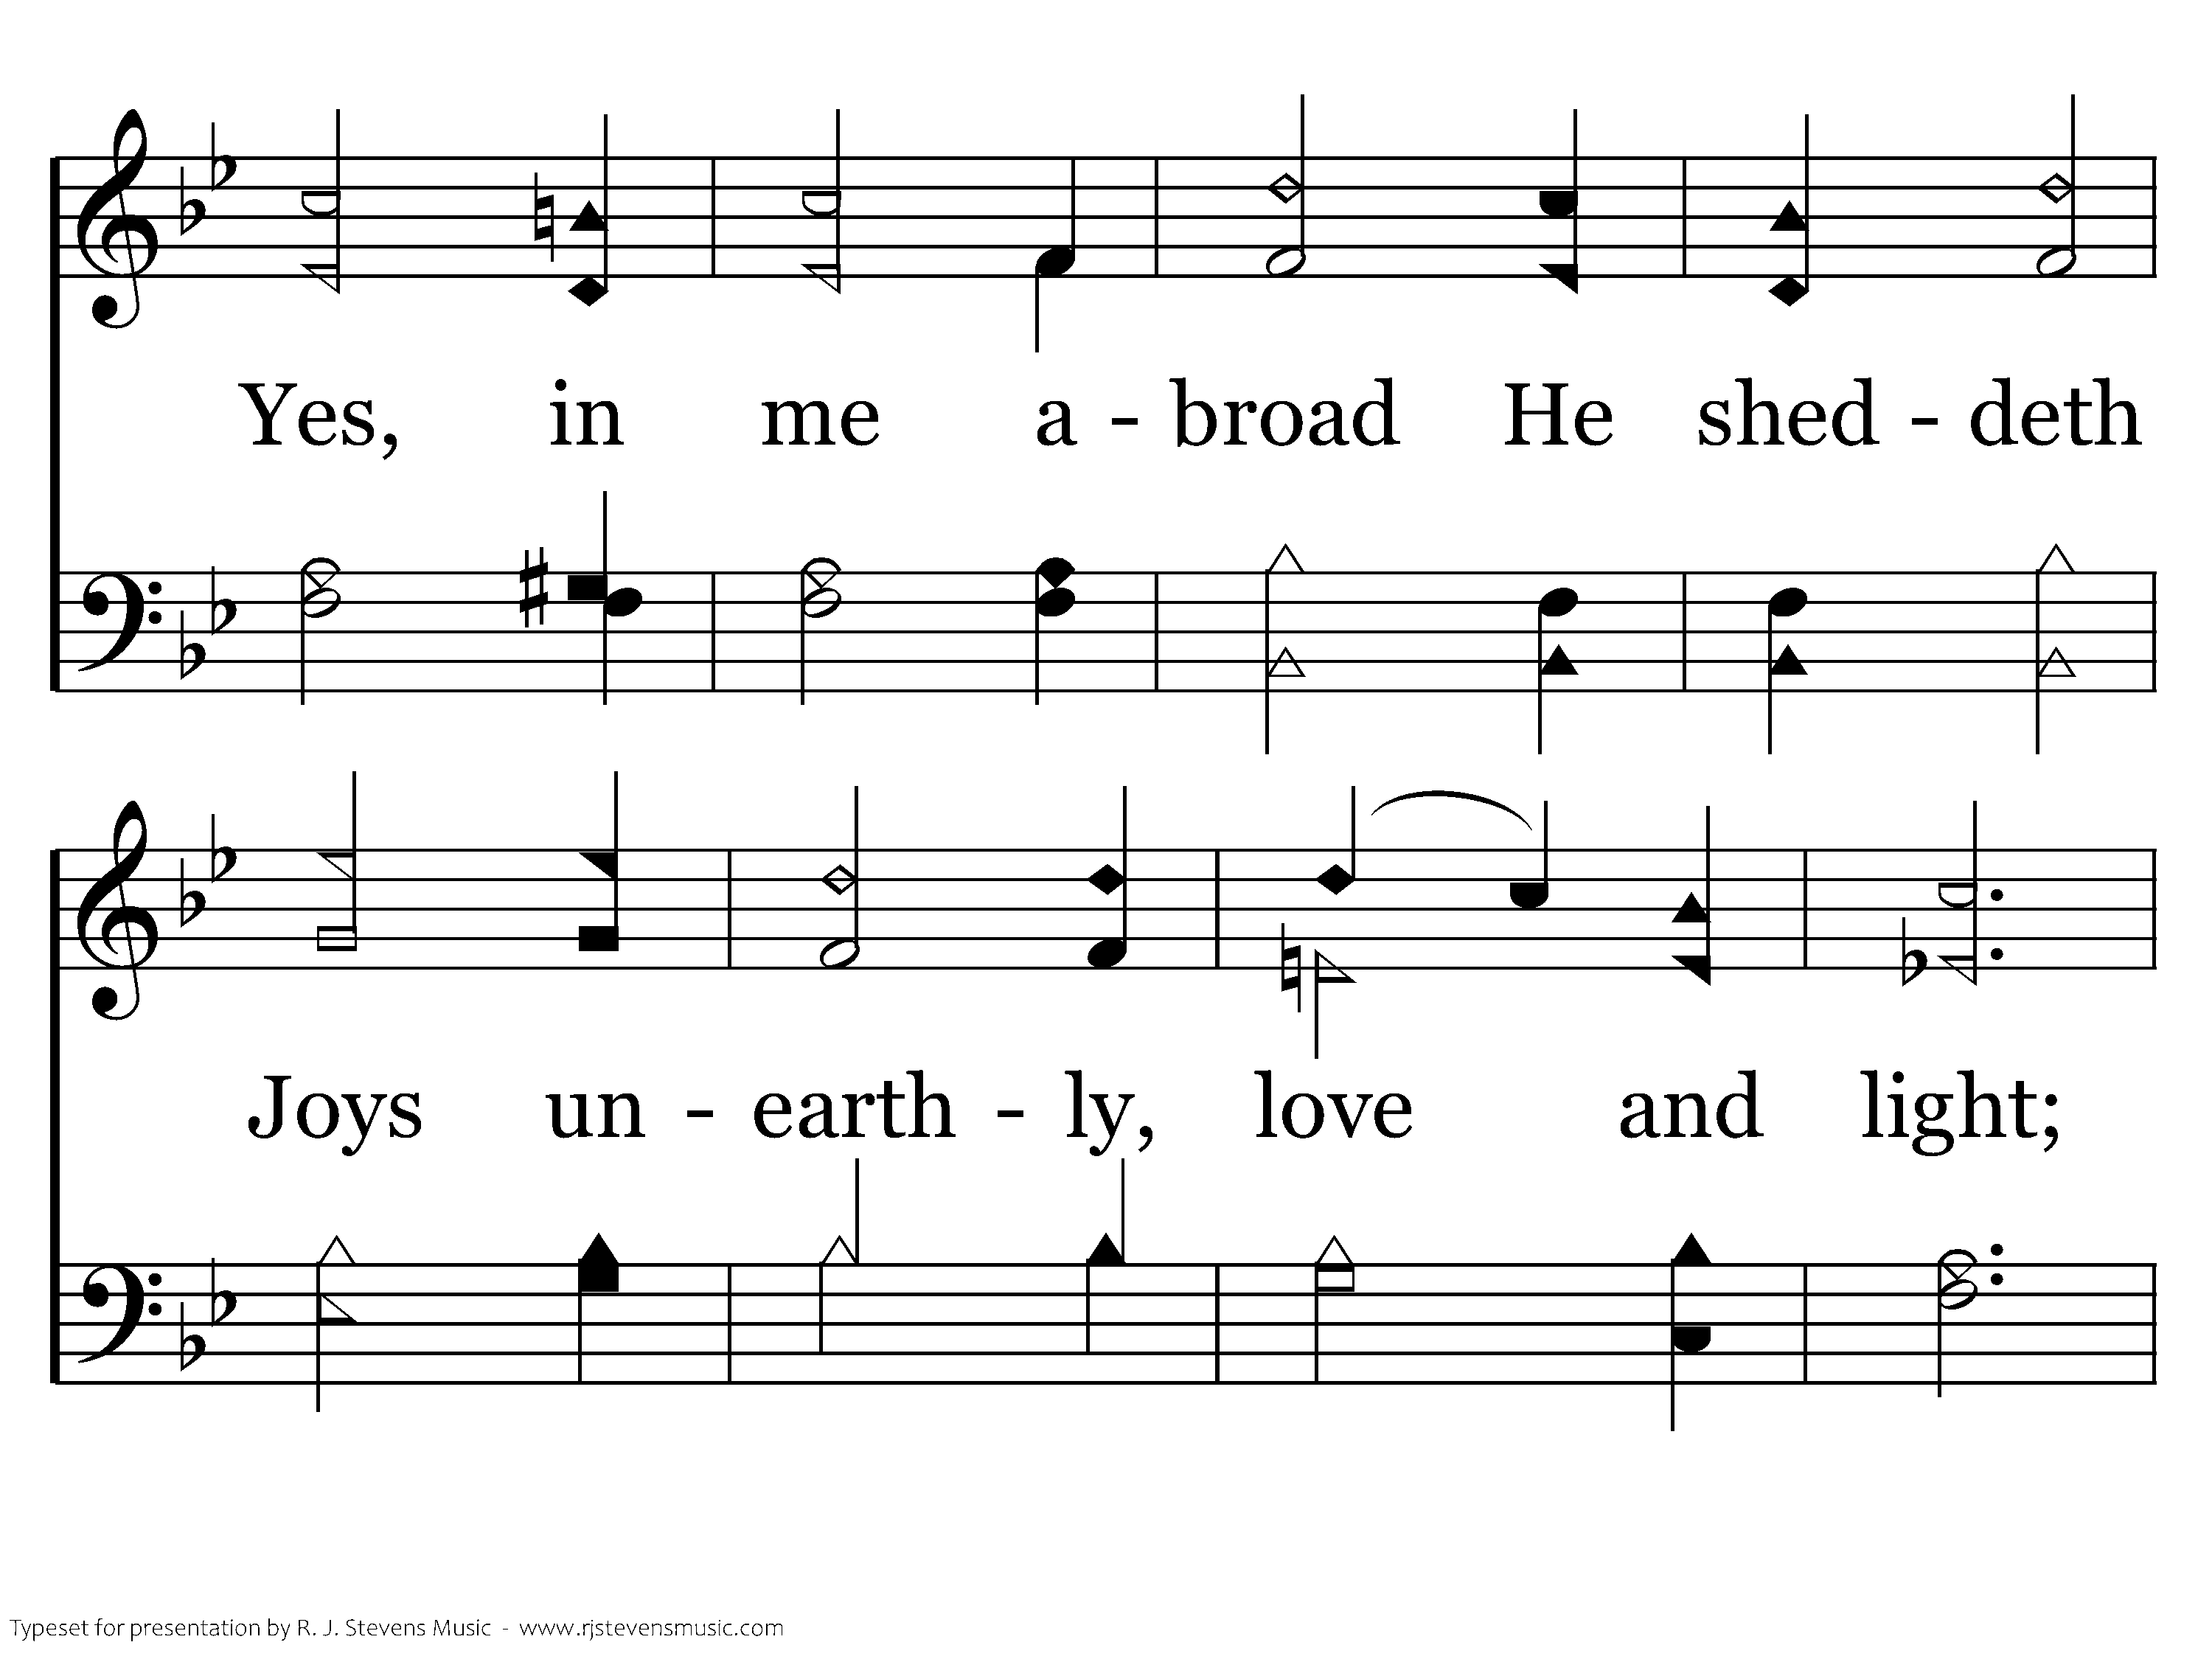 Yes, in me a - broad He shed - deth
Joys un - earth - ly, love and light;
Typeset for presentation by R. J. Stevens Music - www.rjstevensmusic.com